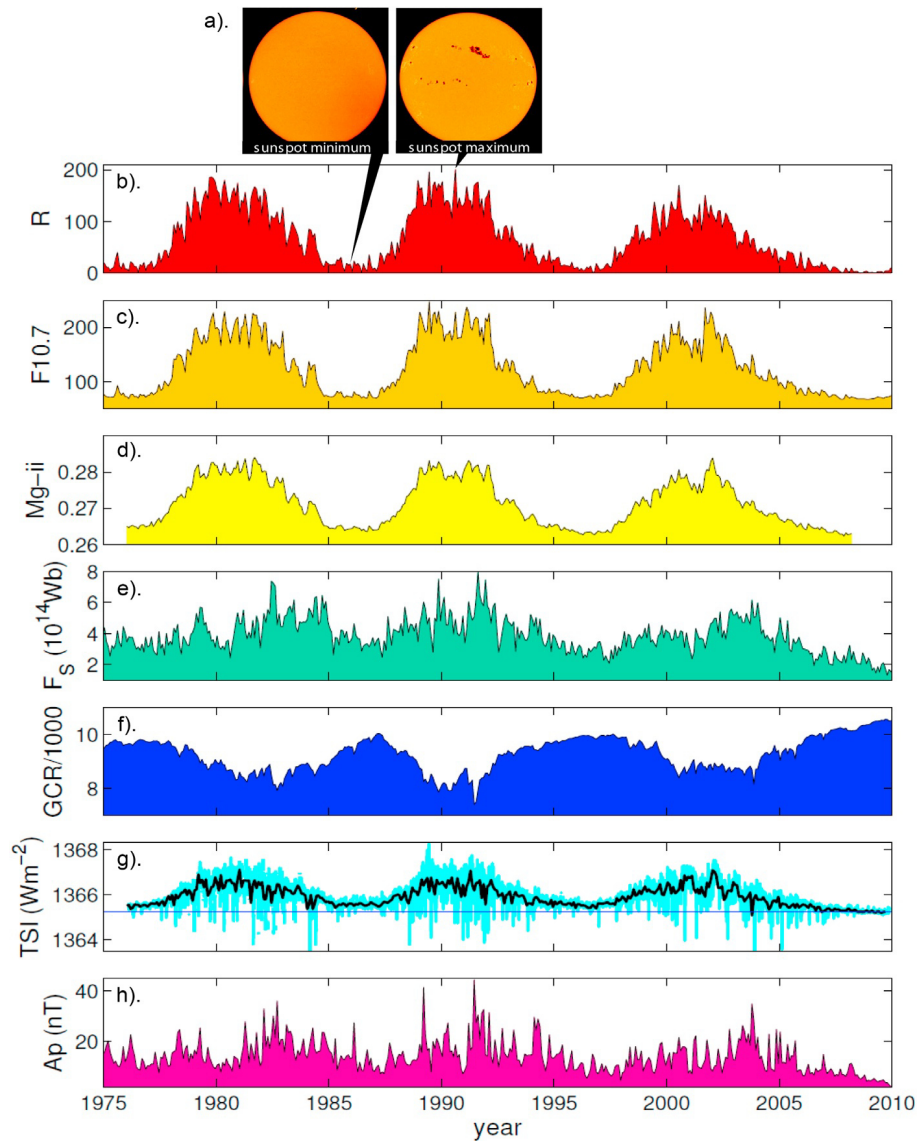 a).
sunspot minimum
sunspot maximum
b).
R
200
100
0
c).
F10.7
200
100
d).
Mg–ii
0.28
0.27
0.26
e).
F_S (10^14Wb)
8
6
4
2
f).
GCR/1000
10
8
g).
TSI (Wm^−2)
1368
1366
1364
h).
Ap (nT)
40
20
1975 1980 1985 1990 1995 2000 2005 2010
year